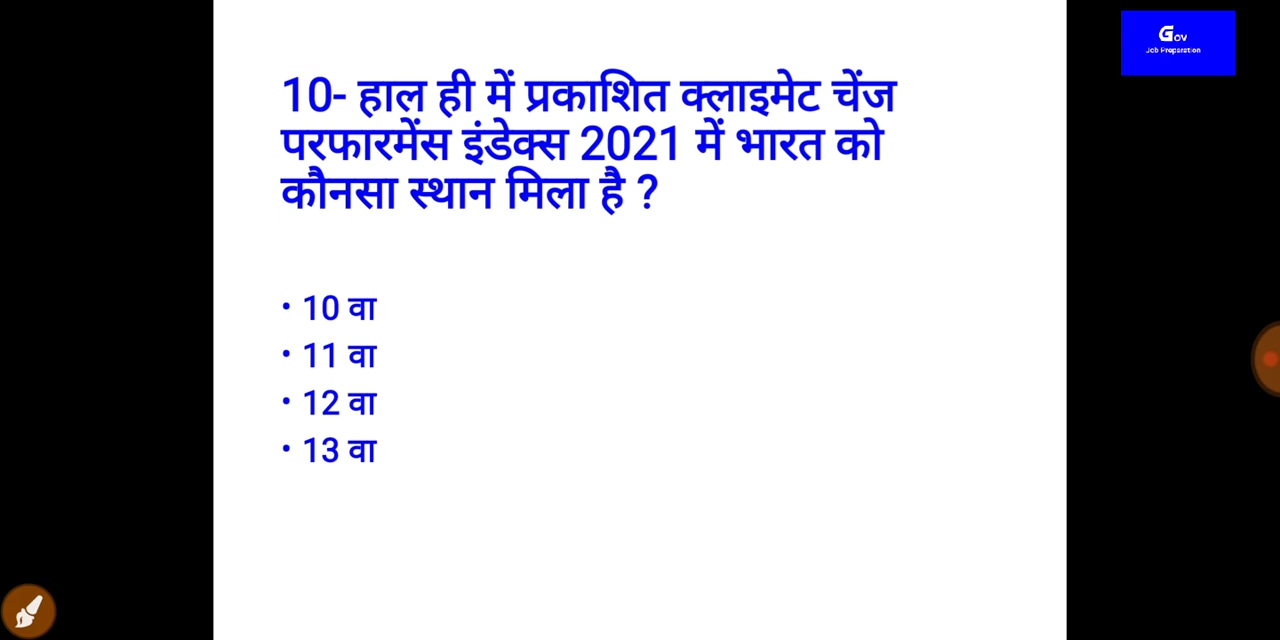 Gov
Job Preparation
10- हाल ही में प्रकाशित क्लाइमेट चेंज
परफारमेंस इंडेक्स 2021 में भारत को
कौनसा स्थान मिला है ?
• 10 वा
• 11 वा
• 12 वा
• 13 वा